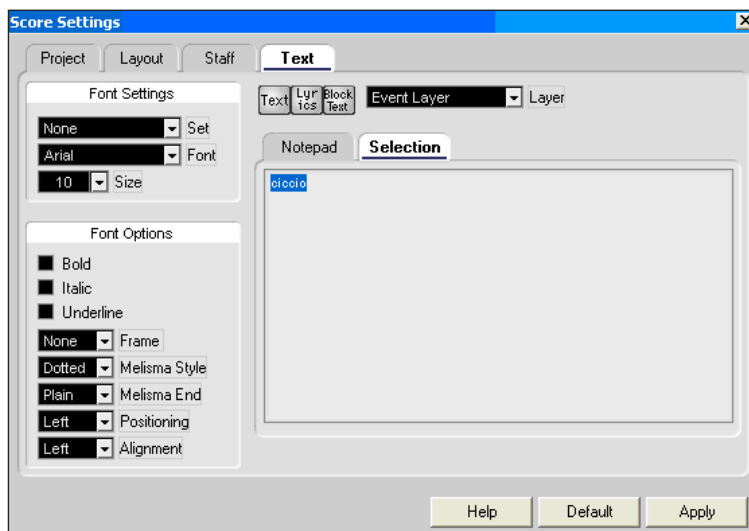 Score Settings
Project Layout Staff Text
Font Settings
None Set
Arial Font
10 Size
Font Options
Bold
Italic
Underline
None Frame
Dotted Melisma Style
Plain Melisma End
Left Positioning
Left Alignment
Text Lyrics Block Text Event Layer Layer
Notepad Selection
ciccio
Help Default Apply